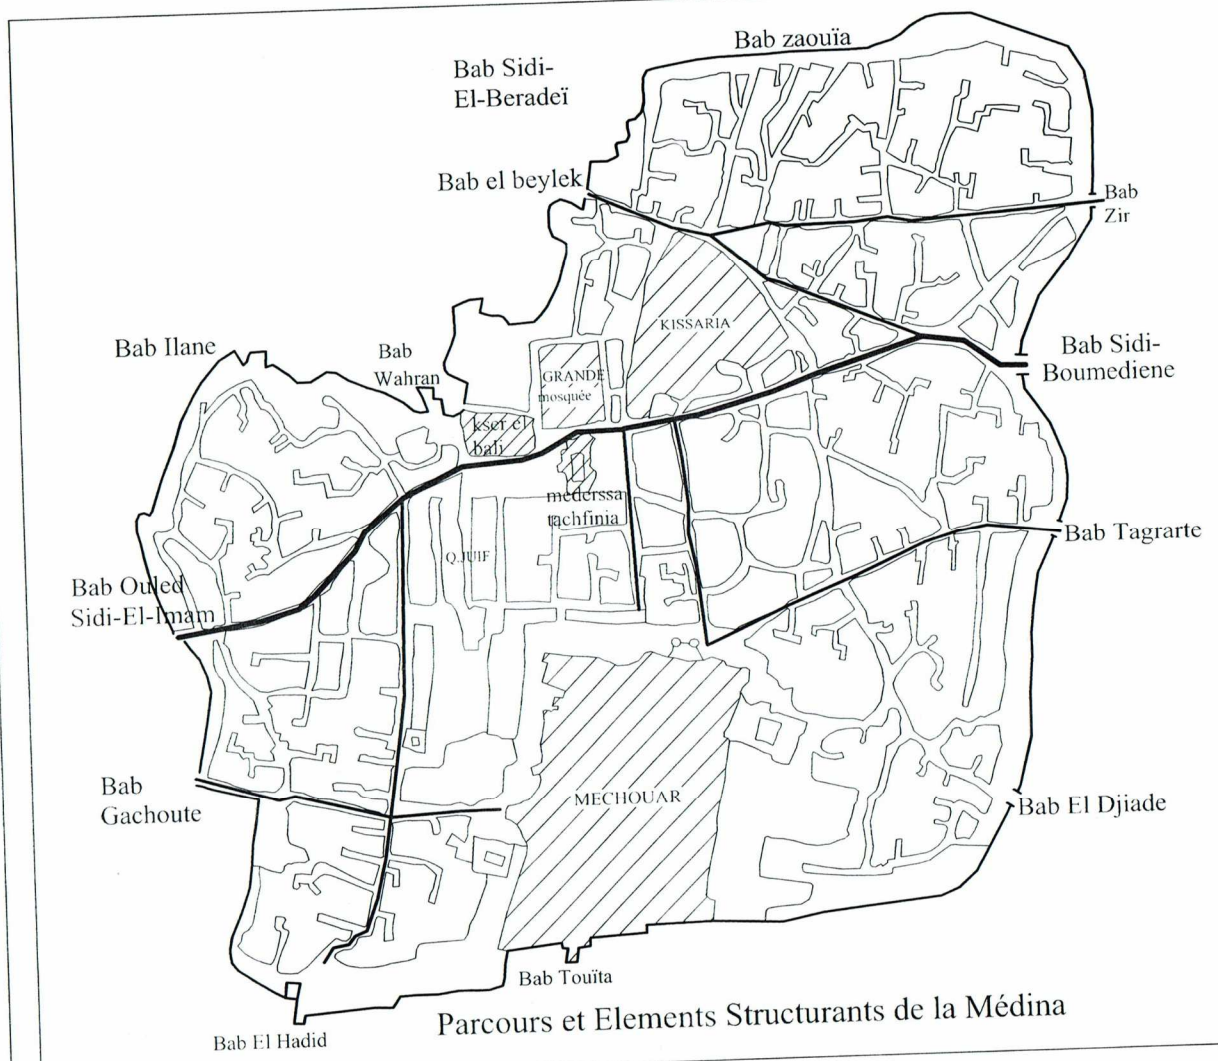 Bab zaouïa
Bab Sidi-
El-Beradeï
Bab el beylek
Bab
Zir
KISSARIA
Bab Ilane
Bab
Wahran
Bab Sidi-
Boumediene
GRANDE
mosquée
kser el
bali
mederssa
tachfinia
Q.JUIF
Bab Tagrarte
Bab Ouled
Sidi-El-Imam
Bab
Gachoute
MECHOUAR
Bab El Djiade
Bab Touïta
Bab El Hadid
Parcours et Elements Structurants de la Médina